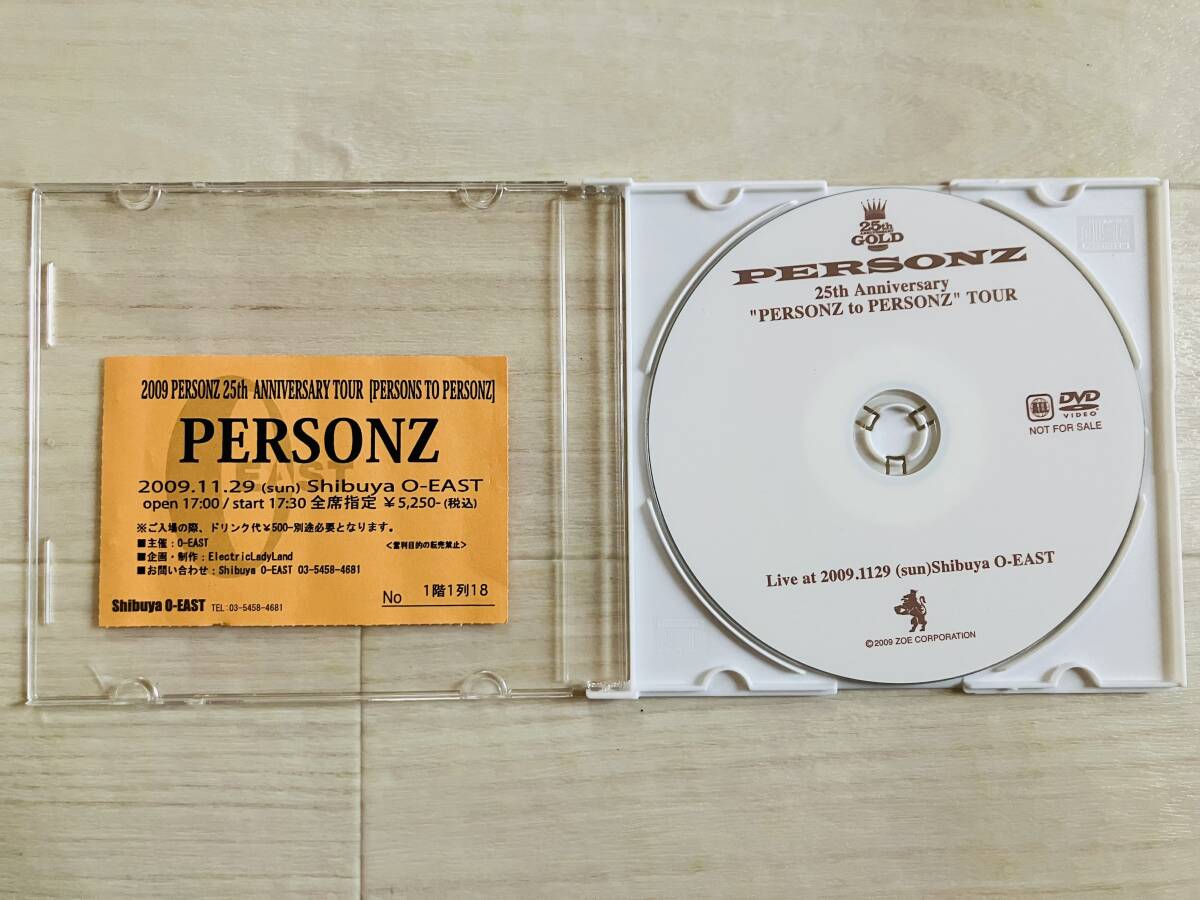 2009 PERSONZ 25th ANNIVERSARY TOUR [PERSONS TO PERSONZ]
PERSONZ
EAST
2009.11.29 (sun) Shibuya O-EAST
open 17:00 / start 17:30 全席指定 ¥5,250- (税込)
※ご入場の際、ドリンク代¥500-別途必要となります。
■主催：O-EAST
■企画・制作：ElectricLadyLand
<営利目的の転売禁止>
■お問い合わせ：Shibuya O-EAST 03-5458-4681
No 1階1列18
Shibuya O-EAST TEL:03-5458-4681
25th
GOLD
PERSONZ
25th Anniversary
"PERSONZ to PERSONZ" TOUR
ALL
DVD
VIDEO
NOT FOR SALE
Live at 2009.1129 (sun)Shibuya O-EAST
©2009 ZOE CORPORATION